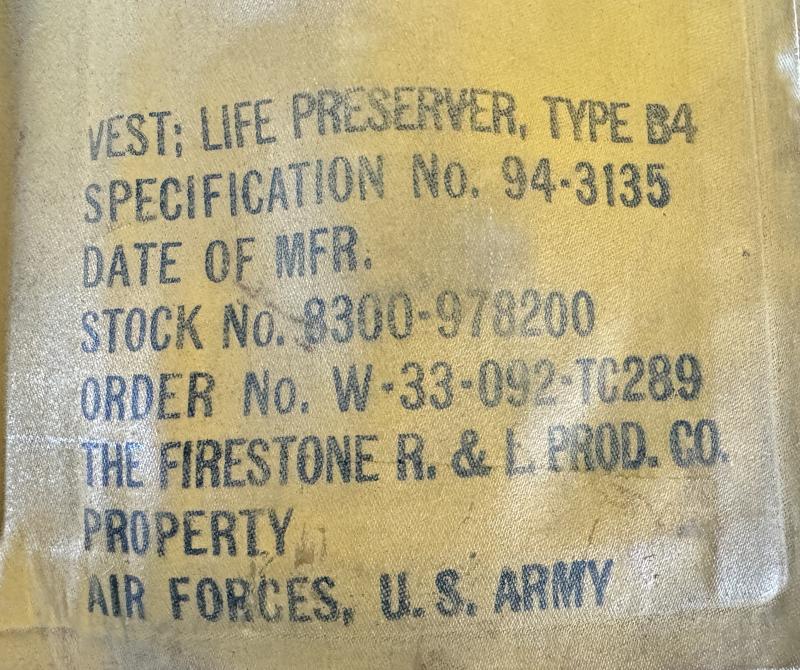 VEST; LIFE PRESERVER, TYPE B4
SPECIFICATION No. 94-3135
DATE OF MFR.
STOCK No. 8300-978200
ORDER No. W-33-092-TC289
THE FIRESTONE R. & L. PROD. CO.
PROPERTY
AIR FORCES, U.S. ARMY